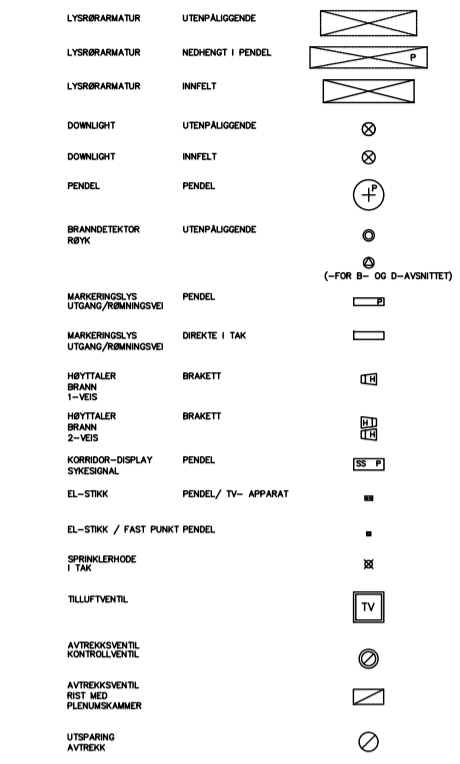 LYSRØRARMATUR UTENPÅLIGGENDE
LYSRØRARMATUR NEDHENGT I PENDEL P
LYSRØRARMATUR INNFELT
DOWNLIGHT UTENPÅLIGGENDE
DOWNLIGHT INNFELT
PENDEL PENDEL P
BRANNDETEKTOR UTENPÅLIGGENDE
RØYK
(-FOR B- OG D-AVSNITTET)
MARKERINGSLYS PENDEL P
UTGANG/RØMNINGSVEI
MARKERINGSLYS DIREKTE I TAK
UTGANG/RØMNINGSVEI
HØYTTALER BRAKETT H
BRANN
1-VEIS
HØYTTALER BRAKETT H
BRANN H
2-VEIS
KORRIDOR-DISPLAY PENDEL SS P
SYKESIGNAL
EL-STIKK PENDEL/ TV- APPARAT
EL-STIKK / FAST PUNKT PENDEL
SPRINKLERHODE
I TAK
TILLUFTVENTIL TV
AVTREKKSVENTIL
KONTROLLVENTIL
AVTREKKSVENTIL
RIST MED
PLENUMSKAMMER
UTSPARING
AVTREKK